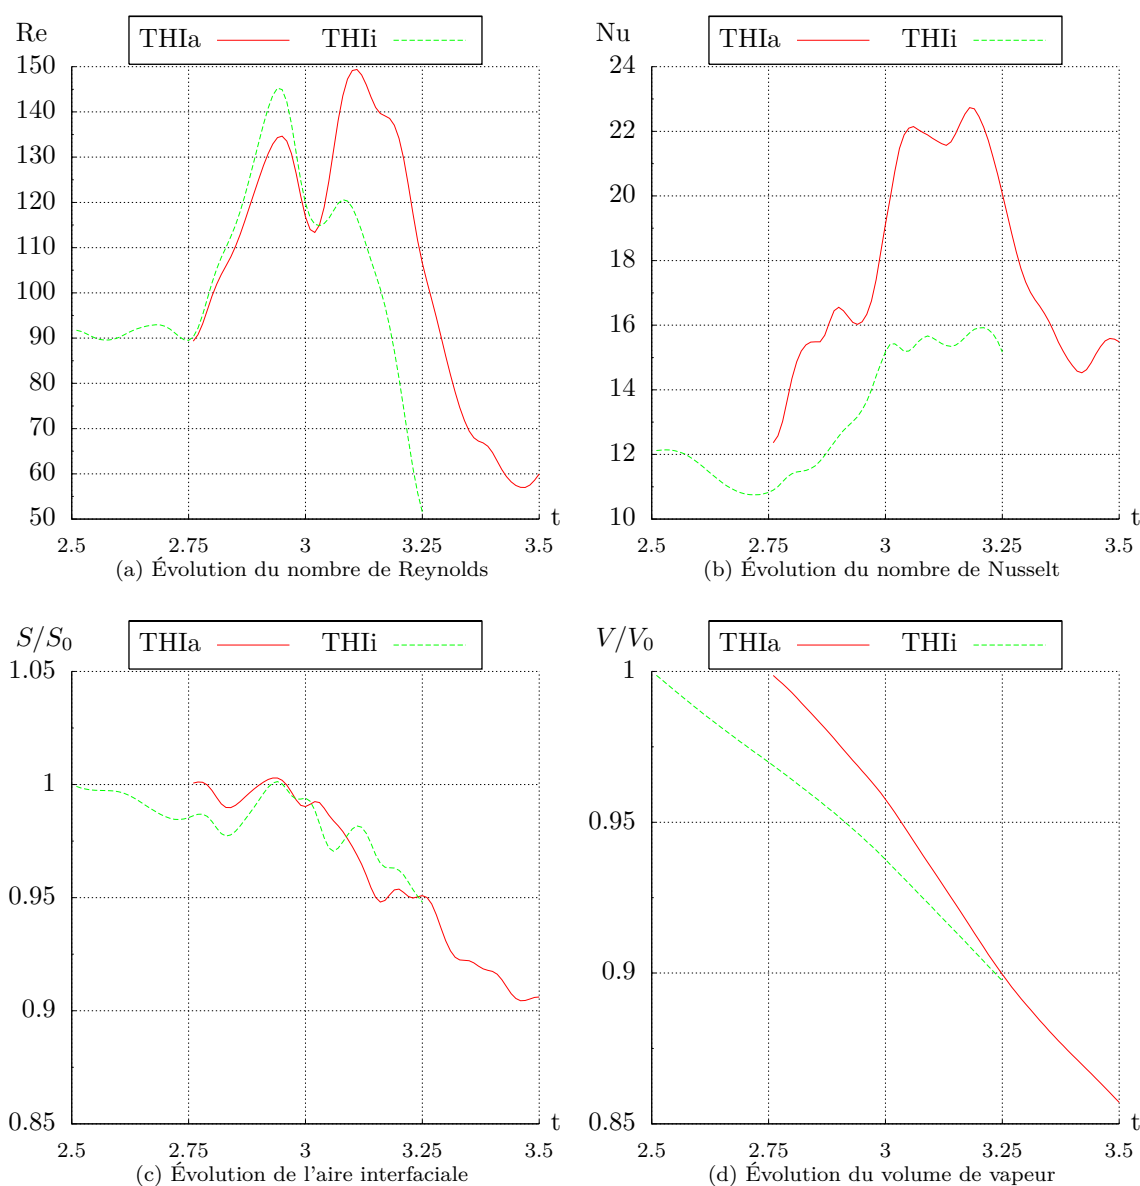 Re
THIa THIi
150
140
130
120
110
100
90
80
70
60
50
2.5 2.75 3 3.25 3.5
t
(a) Évolution du nombre de Reynolds
Nu
THIa THIi
24
22
20
18
16
14
12
10
2.5 2.75 3 3.25 3.5
t
(b) Évolution du nombre de Nusselt
S/S0
THIa THIi
1.05
1
0.95
0.9
0.85
2.5 2.75 3 3.25 3.5
t
(c) Évolution de l'aire interfaciale
V/V0
THIa THIi
1
0.95
0.9
0.85
2.5 2.75 3 3.25 3.5
t
(d) Évolution du volume de vapeur